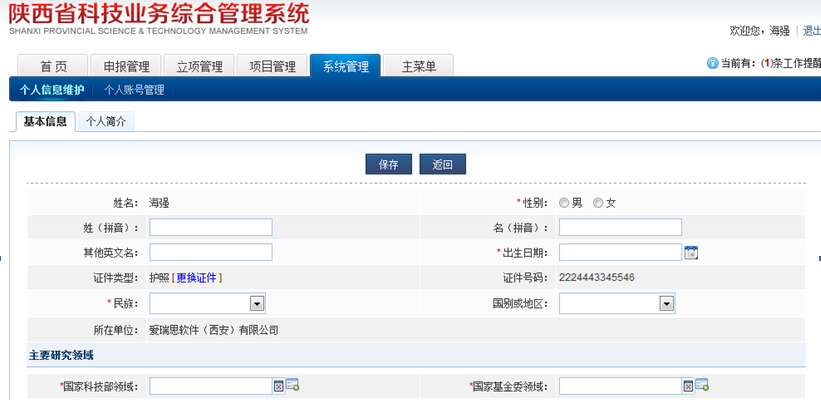 陕西省科技业务综合管理系统
SHANXI PROVINCIAL SCIENCE & TECHNOLOGY MANAGEMENT SYSTEM
欢迎您，海强 | 退出
首 页 申报管理 立项管理 项目管理 系统管理 主菜单 当前有：(1)条工作提醒
个人信息维护 个人账号管理
基本信息 个人简介
保存 返回
姓名： 海强 *性别： 男 女
姓（拼音）： 名（拼音）：
其他英文名： *出生日期：
证件类型： 护照 [更换证件 ] 证件号码： 2224443345546
*民族： 国别或地区：
所在单位： 爱瑞思软件（西安）有限公司
主要研究领域
*国家科技部领域： *国家基金委领域：